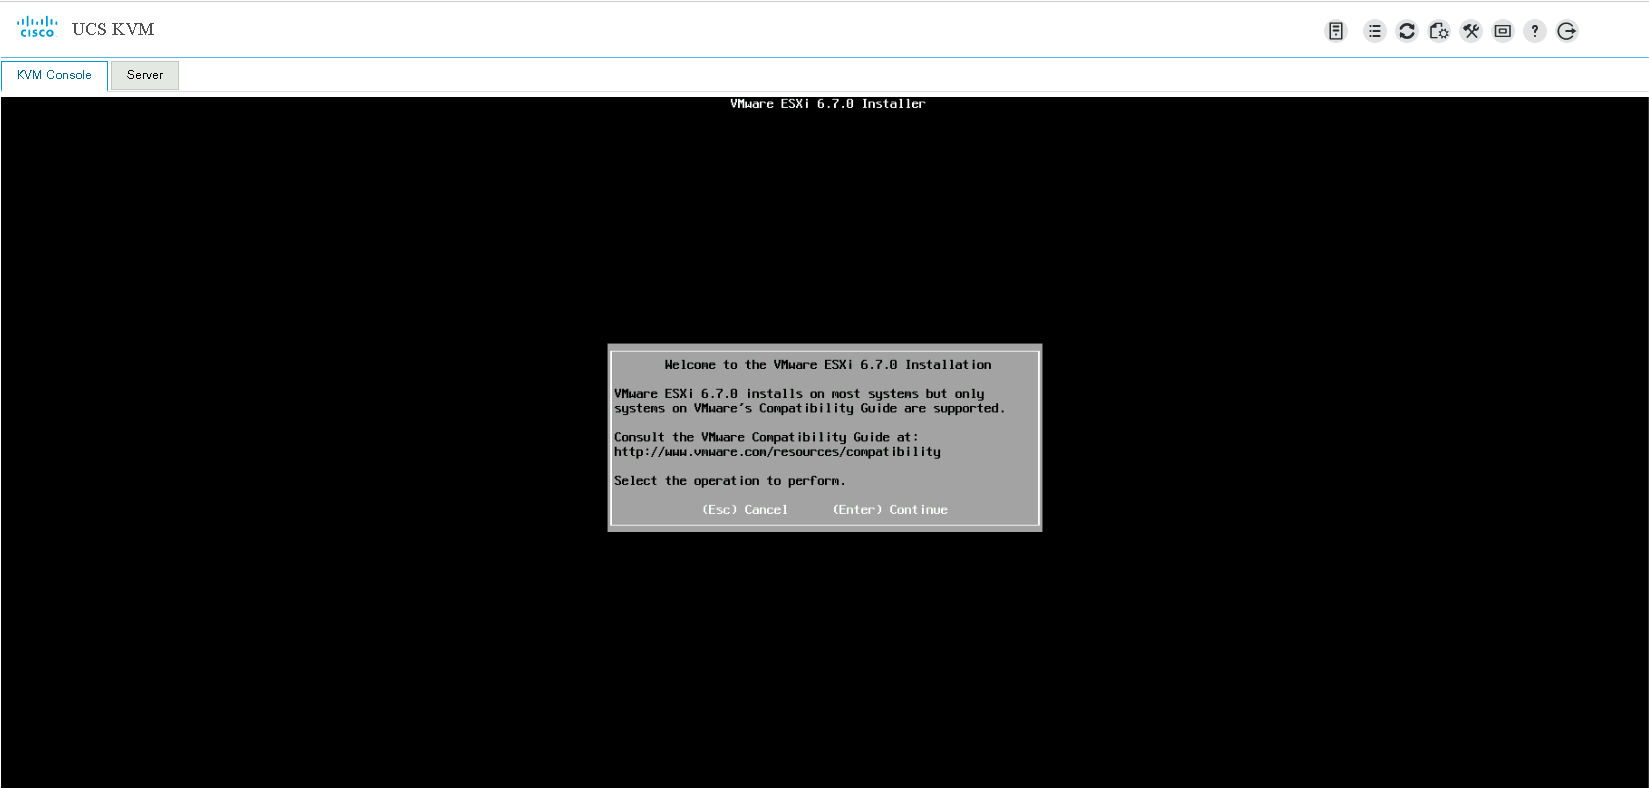 CISCO
UCS KVM
?
KVM Console
Server
VMware ESXi 6.7.0 Installer
Welcome to the VMware ESXi 6.7.0 Installation
VMware ESXi 6.7.0 installs on most systems but only
systems on VMware's Compatibility Guide are supported.
Consult the VMware Compatibility Guide at:
http://www.vmware.com/resources/compatibility
Select the operation to perform.
(Esc) Cancel (Enter) Continue